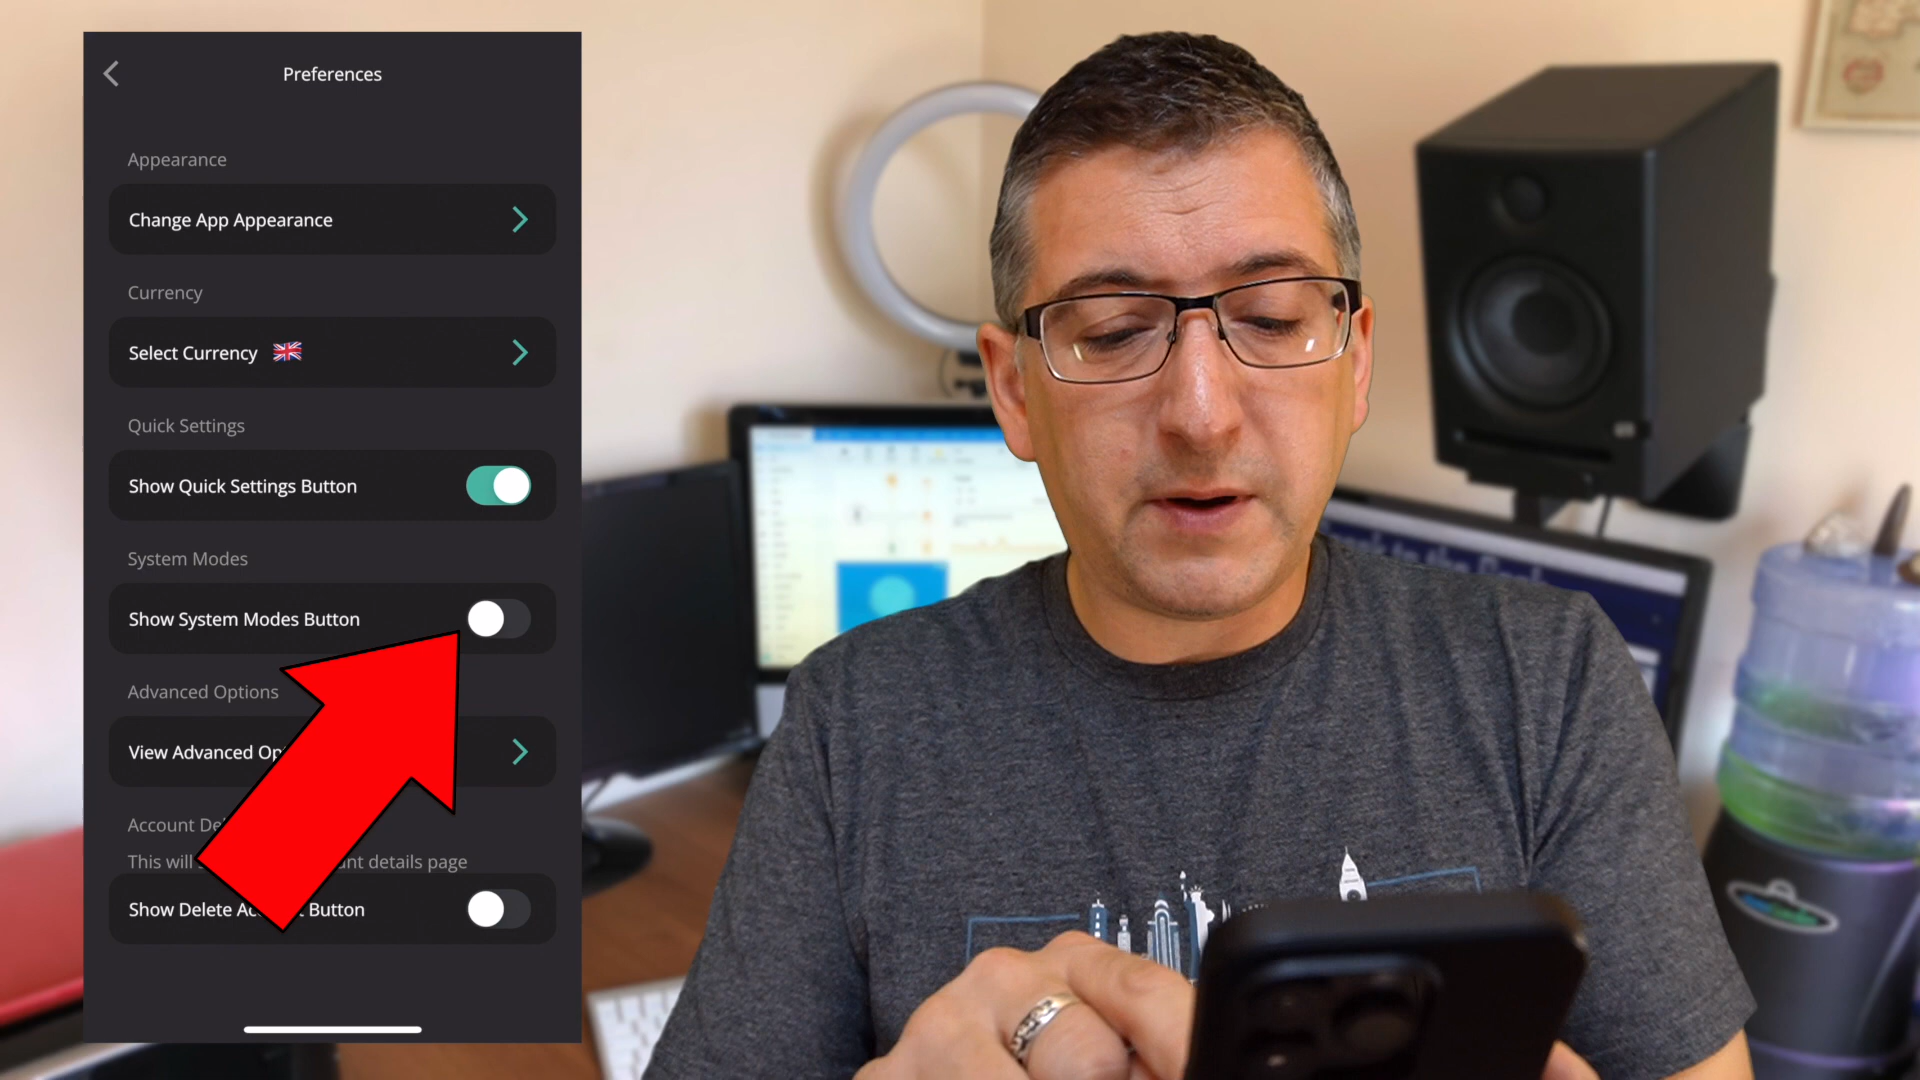 Preferences
Appearance
Change App Appearance
Currency
Select Currency
Quick Settings
Show Quick Settings Button
System Modes
Show System Modes Button
Advanced Options
View Advanced Op
Account De
This will nt details page
Show Delete Ac t Button